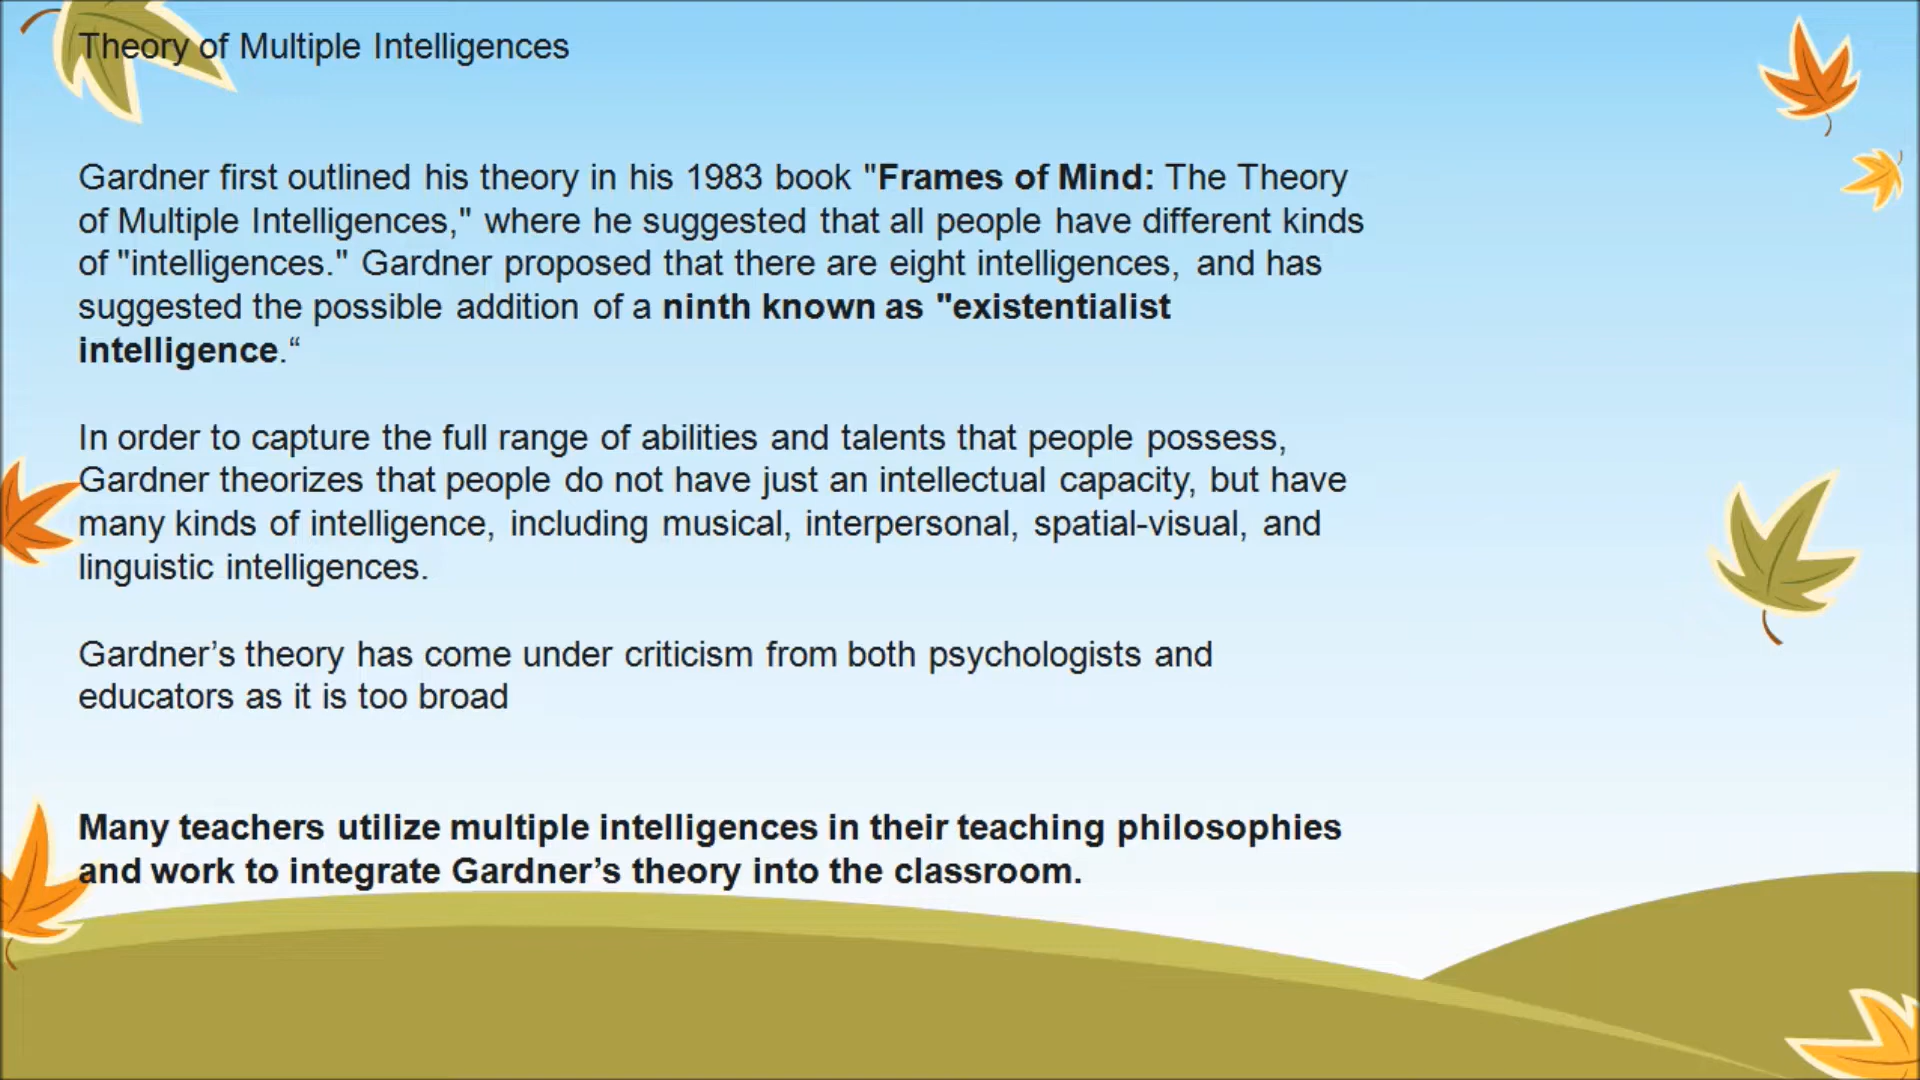 Theory of Multiple Intelligences
Gardner first outlined his theory in his 1983 book "Frames of Mind: The Theory
of Multiple Intelligences," where he suggested that all people have different kinds
of "intelligences." Gardner proposed that there are eight intelligences, and has
suggested the possible addition of a ninth known as "existentialist
intelligence.“
In order to capture the full range of abilities and talents that people possess,
Gardner theorizes that people do not have just an intellectual capacity, but have
many kinds of intelligence, including musical, interpersonal, spatial-visual, and
linguistic intelligences.
Gardner’s theory has come under criticism from both psychologists and
educators as it is too broad
Many teachers utilize multiple intelligences in their teaching philosophies
and work to integrate Gardner’s theory into the classroom.